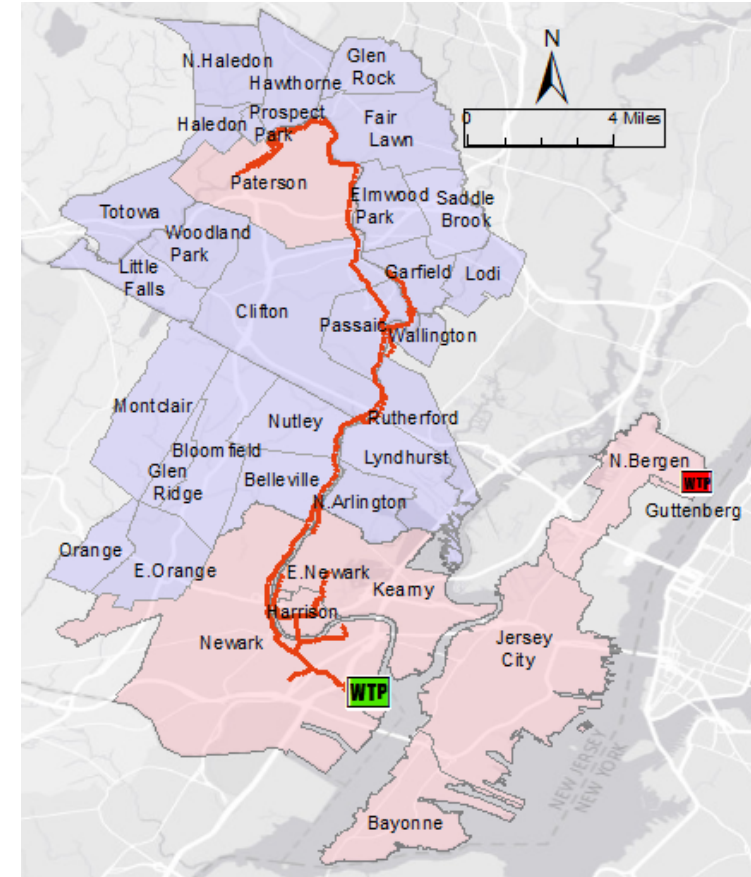 N
0
4 Miles
N.Haledon
Glen
Rock
Hawthorne
Prospect
Park
Fair
Lawn
Haledon
Paterson
Elmwood
Park
Saddle
Brook
Totowa
Woodland
Park
Little
Falls
Garfield
Lodi
Clifton
Passaic
Wallington
Montclair
Nutley
Rutherford
Bloomfield
Lyndhurst
Glen
Ridge
Belleville
N.Arlington
N.Bergen
WTP
Guttenberg
Orange
E.Orange
E.Newark
Kearny
Harrison
Newark
Jersey
City
WTP
NEW JERSEY
NEW YORK
Bayonne